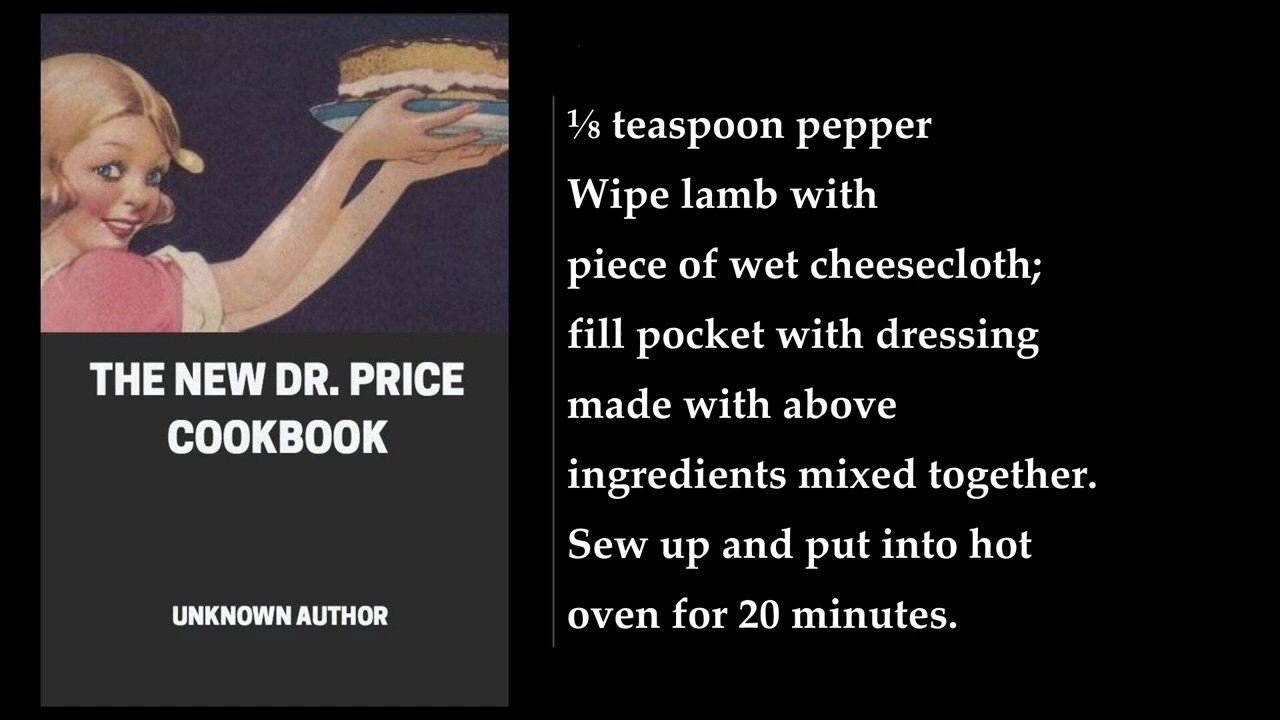 THE NEW DR. PRICE
COOKBOOK
UNKNOWN AUTHOR
⅛ teaspoon pepper
Wipe lamb with
piece of wet cheesecloth;
fill pocket with dressing
made with above
ingredients mixed together.
Sew up and put into hot
oven for 20 minutes.